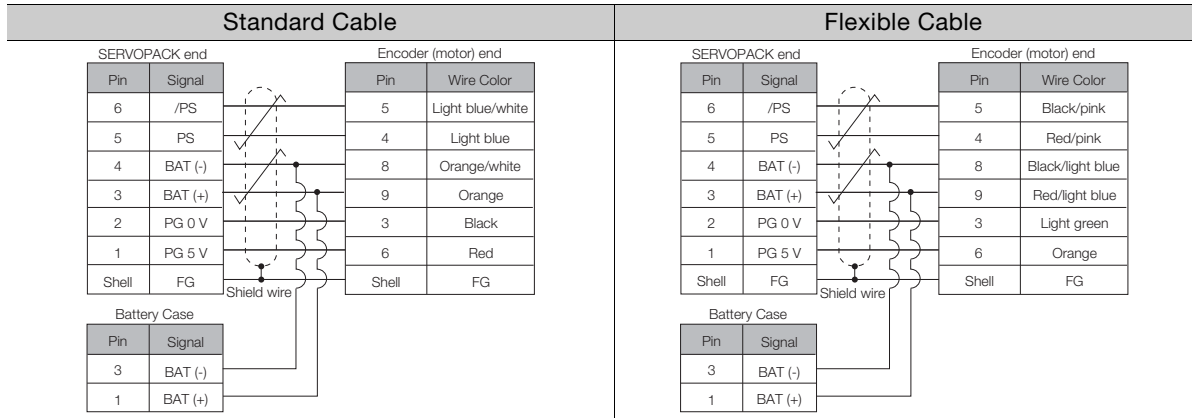 Standard Cable
SERVOPACK end
Encoder (motor) end
Pin Signal
Pin Wire Color
6 /PS
5 Light blue/white
5 PS
4 Light blue
4 BAT (-)
8 Orange/white
3 BAT (+)
9 Orange
2 PG 0 V
3 Black
1 PG 5 V
6 Red
Shell FG
Shell FG
Shield wire
Battery Case
Pin Signal
3 BAT (-)
1 BAT (+)
Flexible Cable
SERVOPACK end
Encoder (motor) end
Pin Signal
Pin Wire Color
6 /PS
5 Black/pink
5 PS
4 Red/pink
4 BAT (-)
8 Black/light blue
3 BAT (+)
9 Red/light blue
2 PG 0 V
3 Light green
1 PG 5 V
6 Orange
Shell FG
Shell FG
Shield wire
Battery Case
Pin Signal
3 BAT (-)
1 BAT (+)